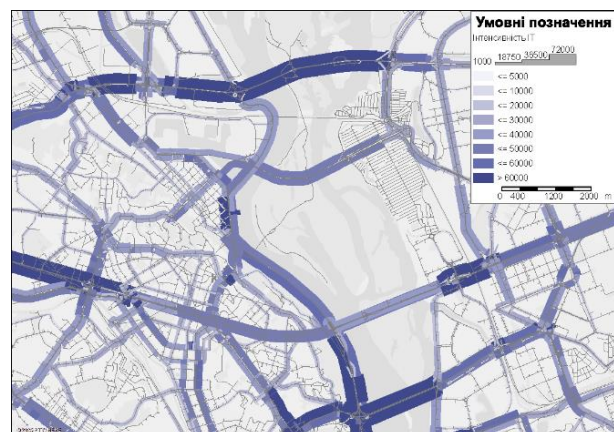 Умовні позначення
Інтенсивність ІТ
1000 18750 36500 72000
<= 5000
<= 10000
<= 20000
<= 30000
<= 40000
<= 50000
<= 60000
> 60000
0 400 1200 2000 m